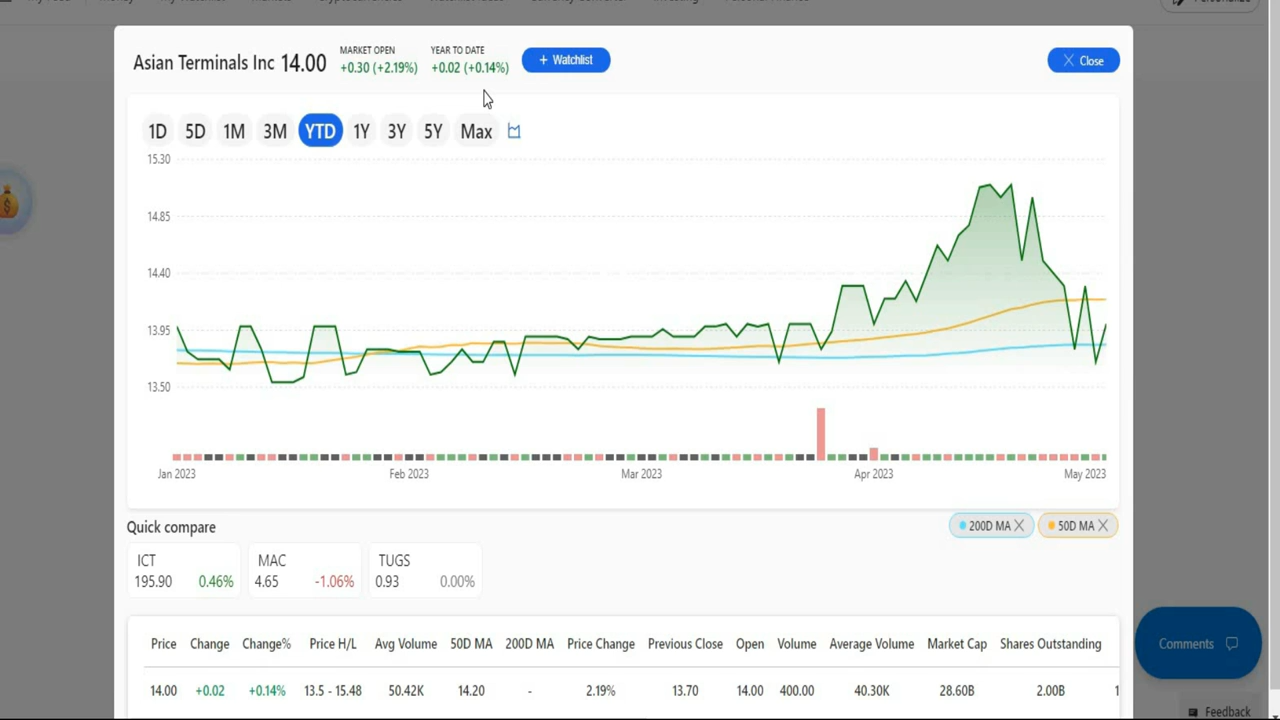 Asian Terminals Inc 14.00
MARKET OPEN
+0.30 (+2.19%)
YEAR TO DATE
+0.02 (+0.14%)
+ Watchlist
Close
1D 5D 1M 3M YTD 1Y 3Y 5Y Max
15.30
14.85
14.40
13.95
13.50
Jan 2023 Feb 2023 Mar 2023 Apr 2023 May 2023
Quick compare
200D MA
50D MA
ICT
195.90 0.46%
MAC
4.65 -1.06%
TUGS
0.93 0.00%
Price Change Change% Price H/L Avg Volume 50D MA 200D MA Price Change Previous Close Open Volume Average Volume Market Cap Shares Outstanding
14.00 +0.02 +0.14% 13.5 - 15.48 50.42K 14.20 - 2.19% 13.70 14.00 400.00 40.30K 28.60B 2.00B 1
Comments
Feedback